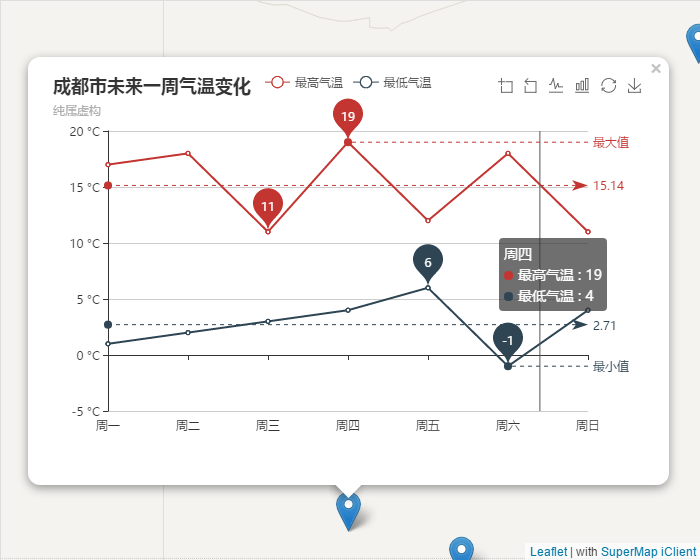 成都市未来一周气温变化
最高气温 最低气温
×
纯属虚构
19
20 °C
最大值
15 °C
15.14
11
10 °C
周四
最高气温 : 19
最低气温 : 4
6
5 °C
2.71
-1
0 °C
最小值
-5 °C
周一 周二 周三 周四 周五 周六 周日
Leaflet | with SuperMap iClient